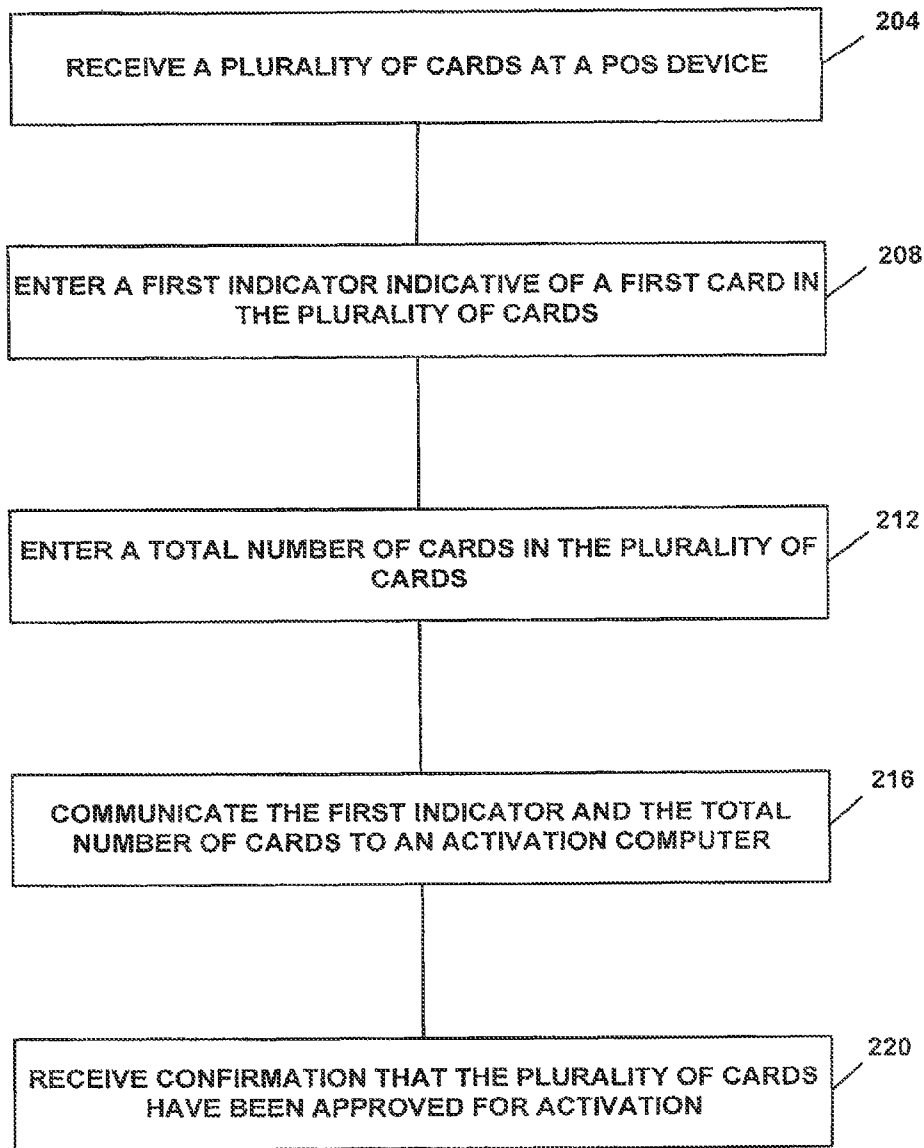 204
RECEIVE A PLURALITY OF CARDS AT A POS DEVICE
208
ENTER A FIRST INDICATOR INDICATIVE OF A FIRST CARD IN
THE PLURALITY OF CARDS
212
ENTER A TOTAL NUMBER OF CARDS IN THE PLURALITY OF
CARDS
216
COMMUNICATE THE FIRST INDICATOR AND THE TOTAL
NUMBER OF CARDS TO AN ACTIVATION COMPUTER
220
RECEIVE CONFIRMATION THAT THE PLURALITY OF CARDS
HAVE BEEN APPROVED FOR ACTIVATION